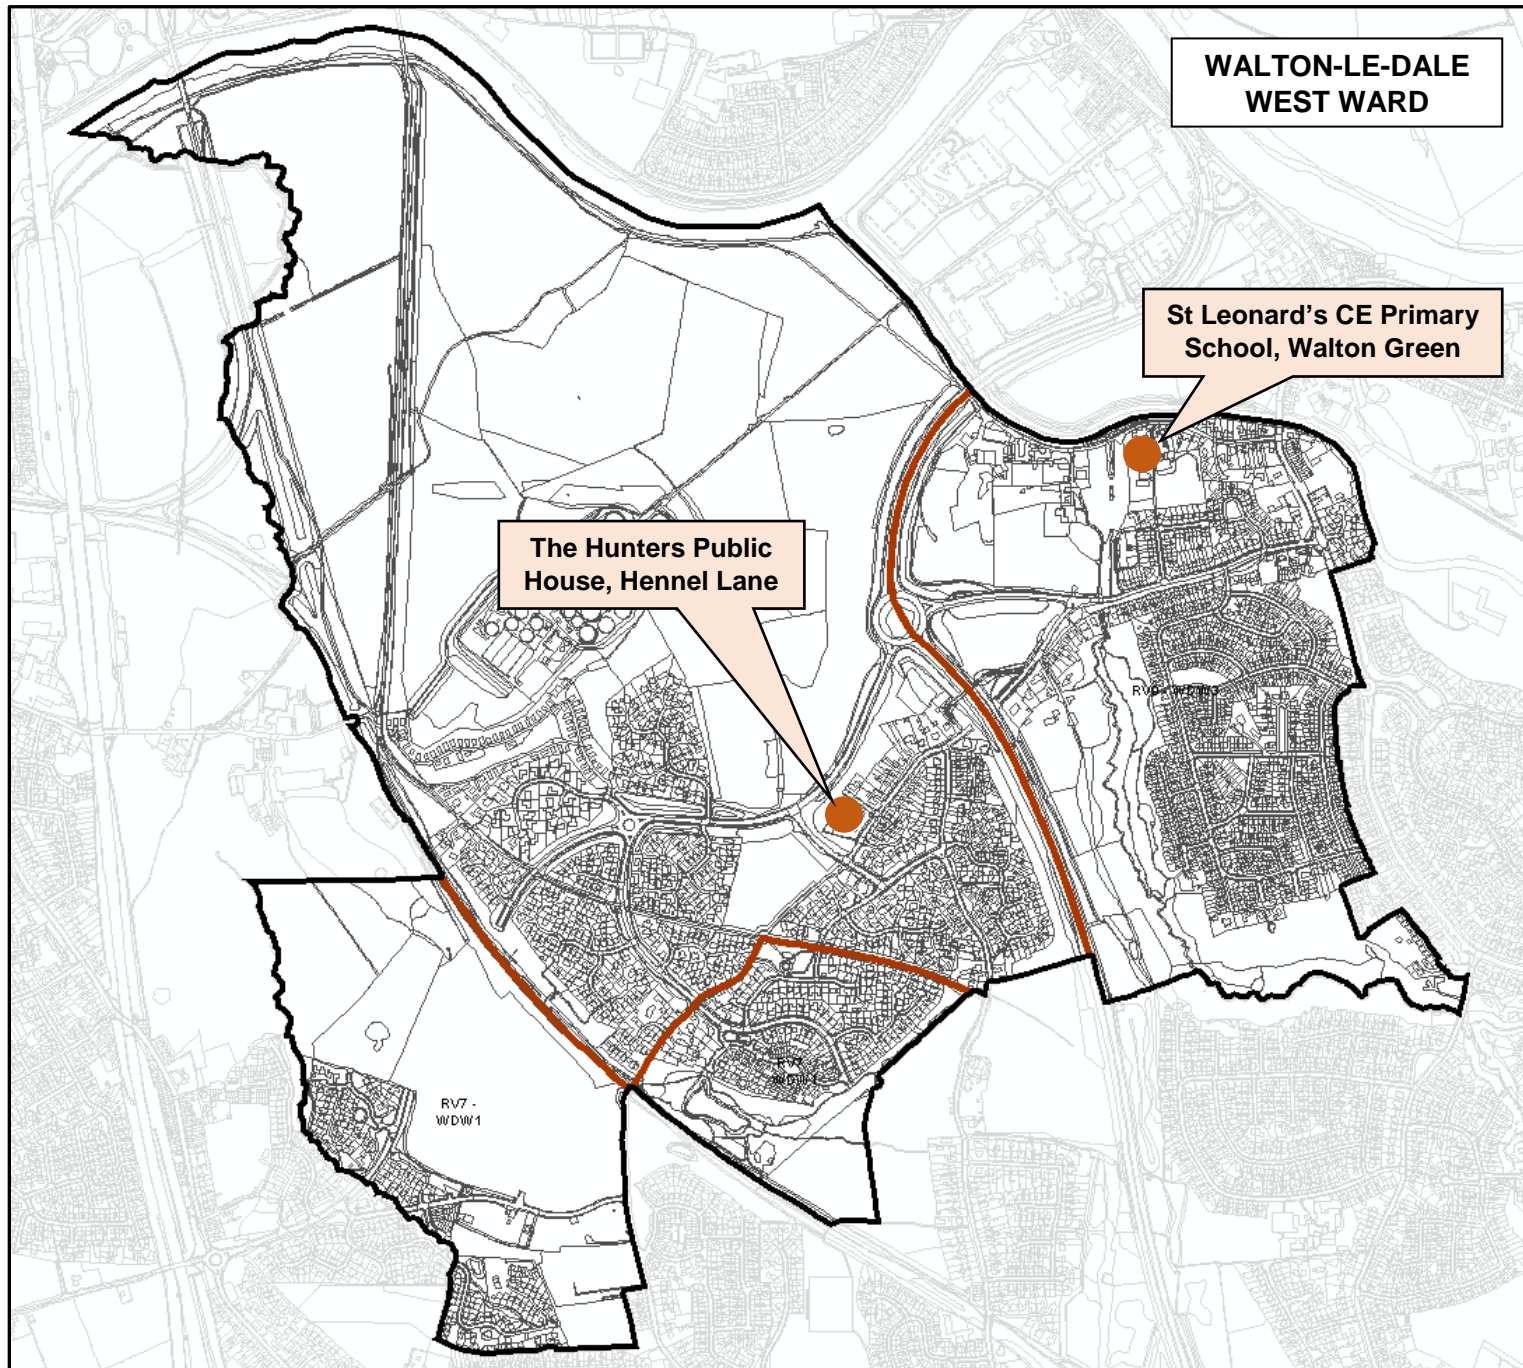 WALTON-LE-DALE
WEST WARD
St Leonard’s CE Primary
School, Walton Green
The Hunters Public
House, Hennel Lane
RV7 -
WDW1